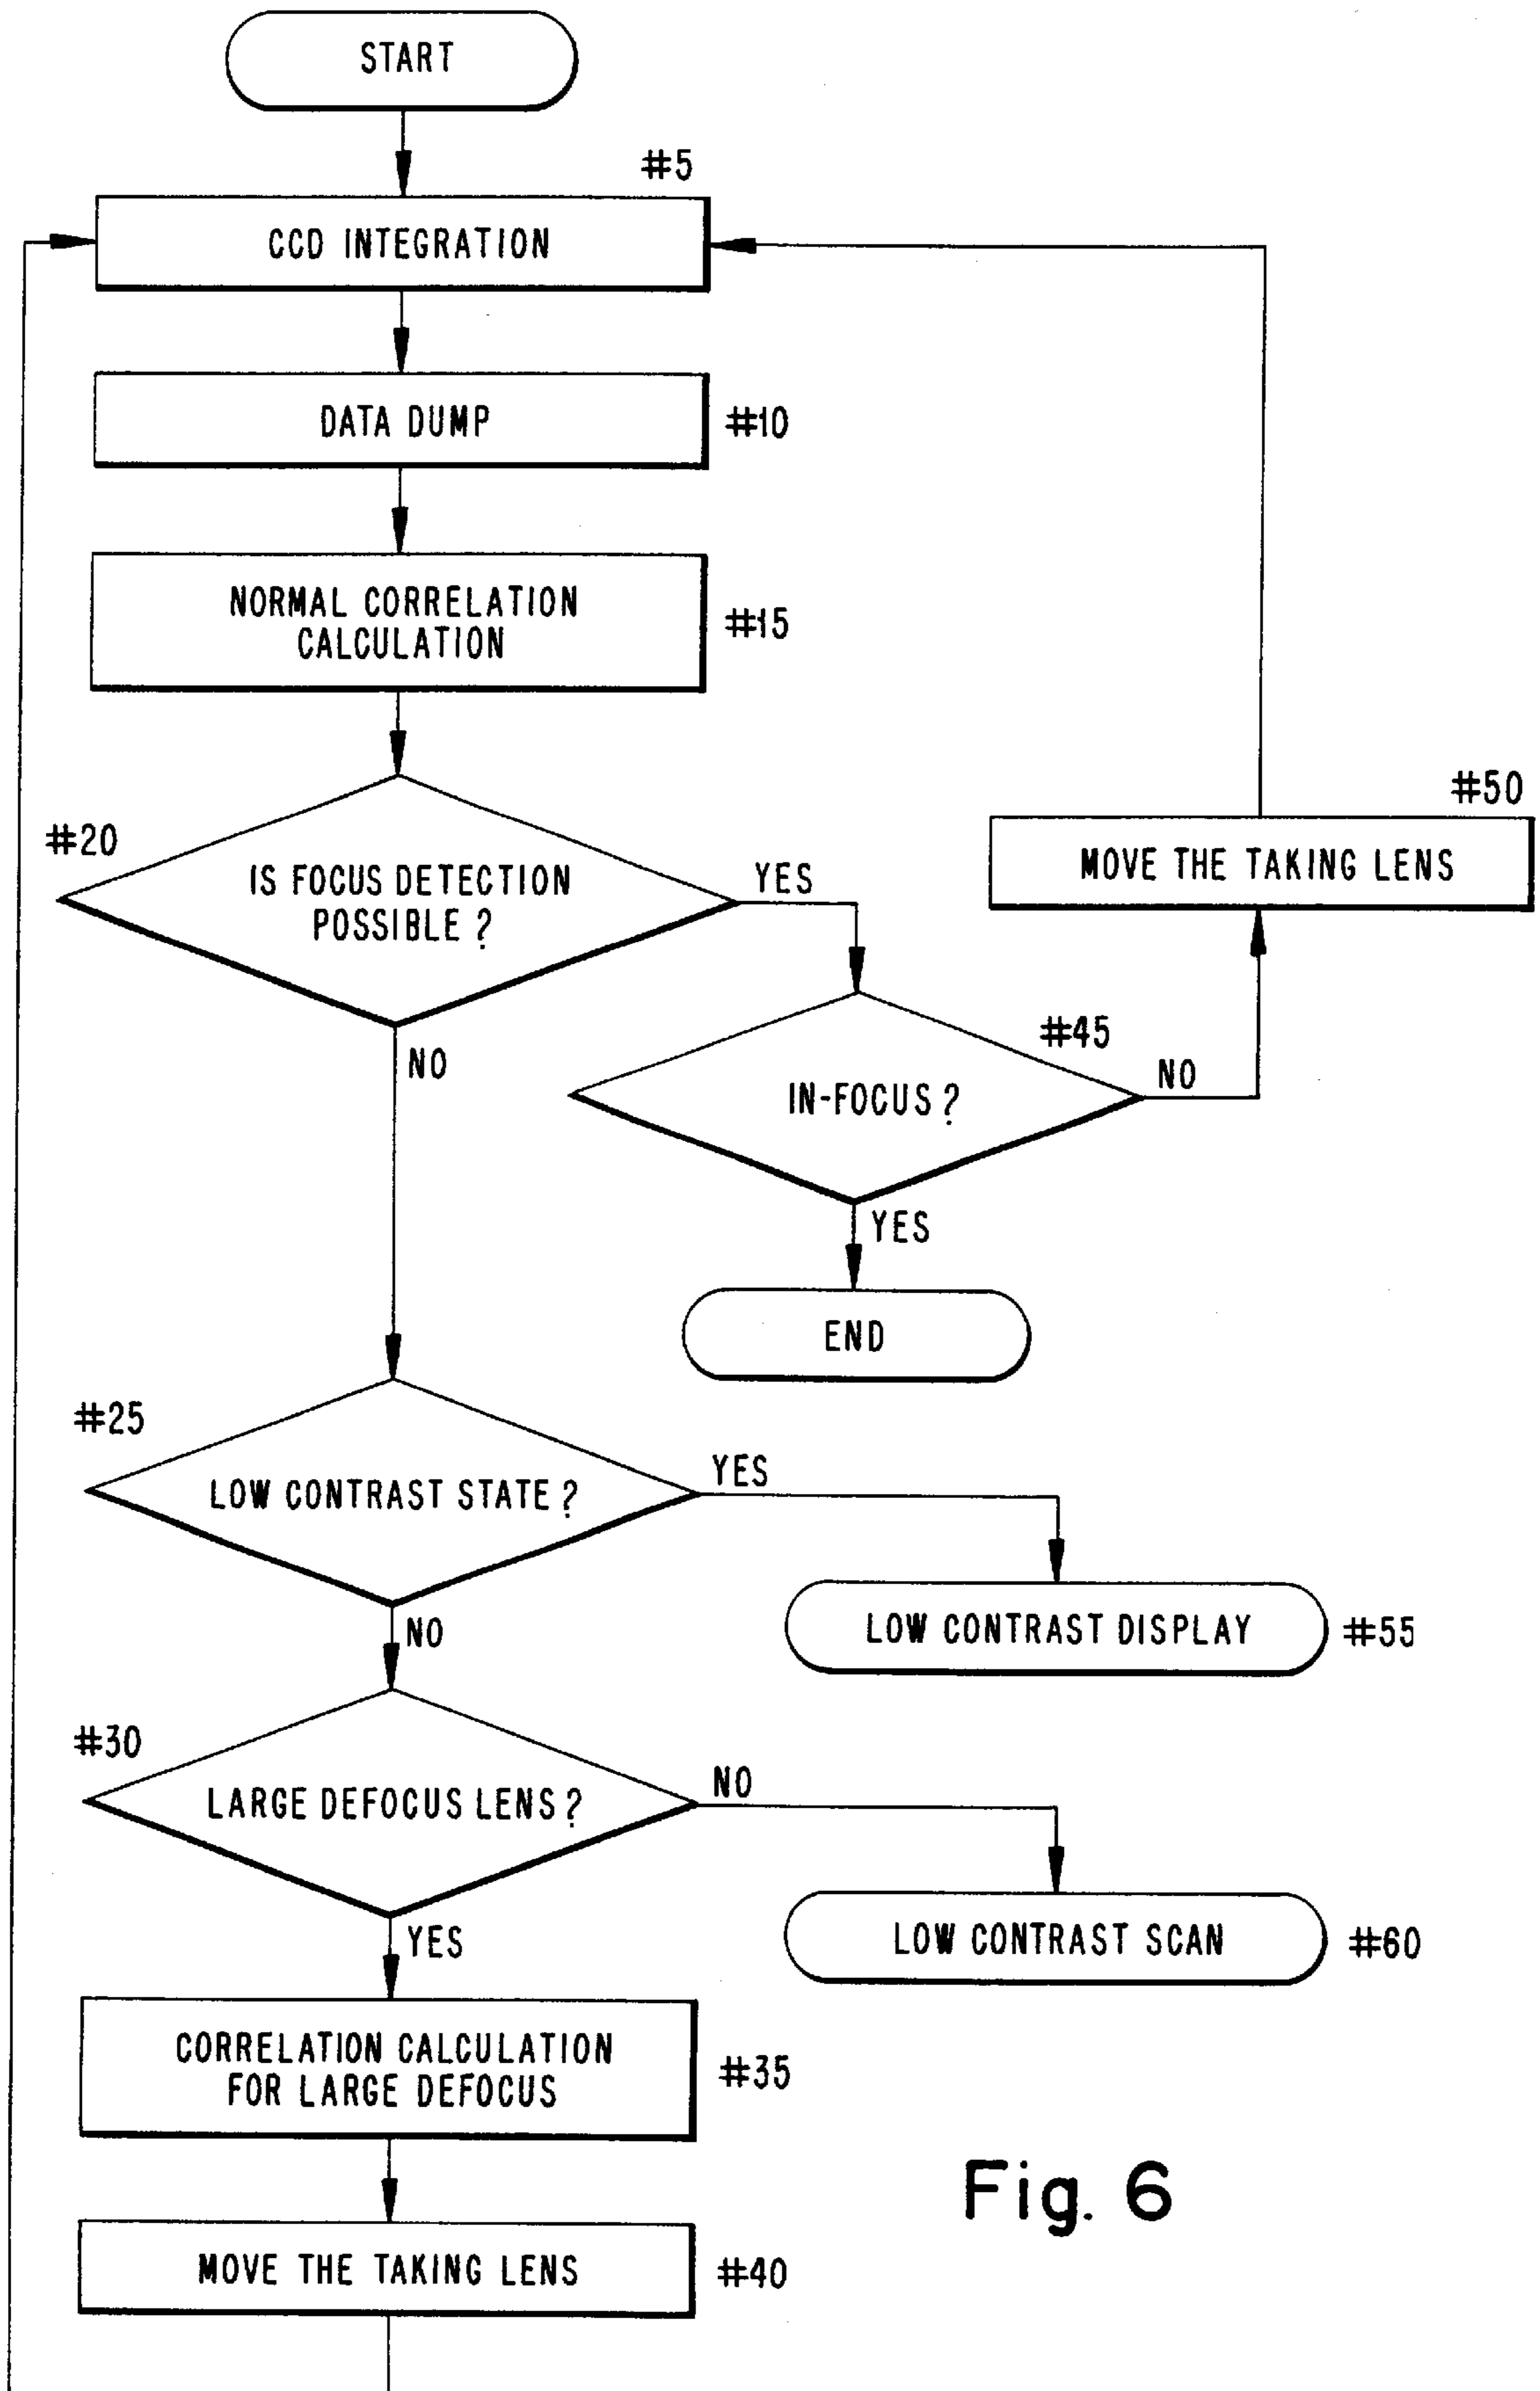 START
#5
CCD INTEGRATION
DATA DUMP
#10
NORMAL CORRELATION
CALCULATION
#15
#20
IS FOCUS DETECTION
POSSIBLE ?
YES
NO
#50
MOVE THE TAKING LENS
#45
IN-FOCUS ?
NO
YES
END
#25
LOW CONTRAST STATE ?
YES
NO
LOW CONTRAST DISPLAY
#55
#30
LARGE DEFOCUS LENS ?
NO
YES
LOW CONTRAST SCAN
#60
CORRELATION CALCULATION
FOR LARGE DEFOCUS
#35
MOVE THE TAKING LENS
#40
Fig. 6